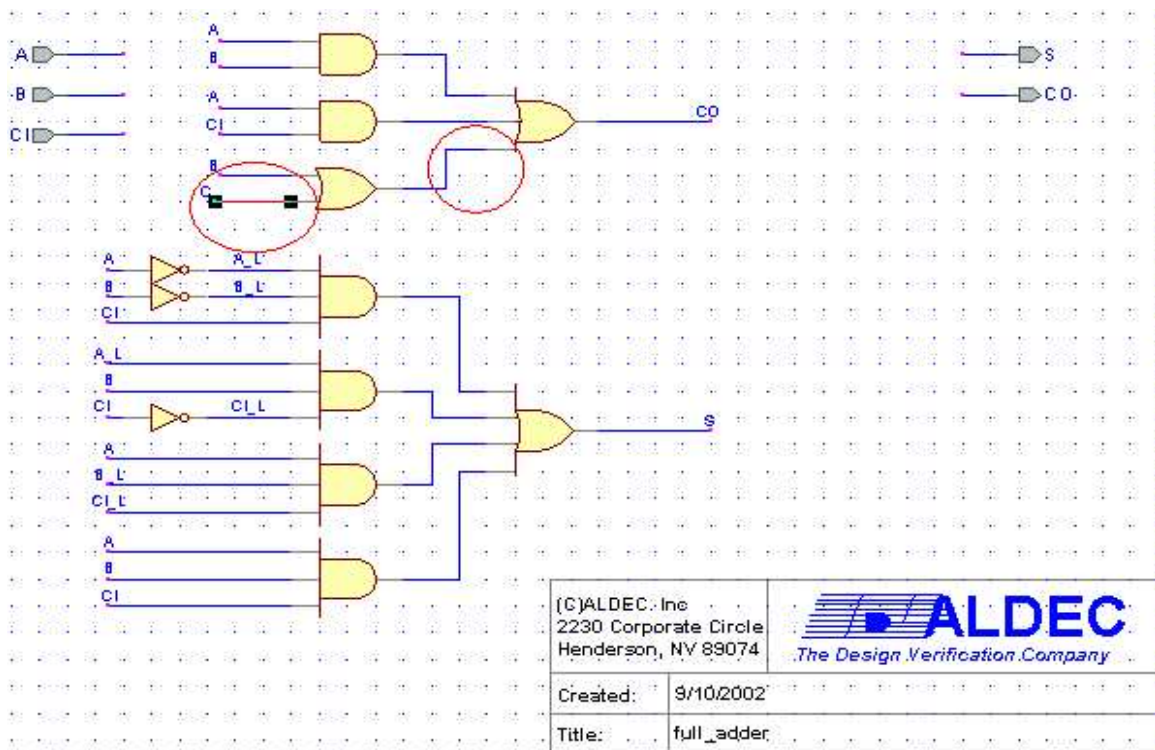 A
B
CI
A
B
A
CI
B
C
CO
S
CO
A
A_L
B
B_L
CI
A_L
B
CI
CI_L
A
B_L
CI_L
A
B
CI
S
(C)ALDEC. Inc
2230 Corporate Circle
Henderson, NV 89074
ALDEC
The Design Verification Company
Created: 9/10/2002
Title: full_adder